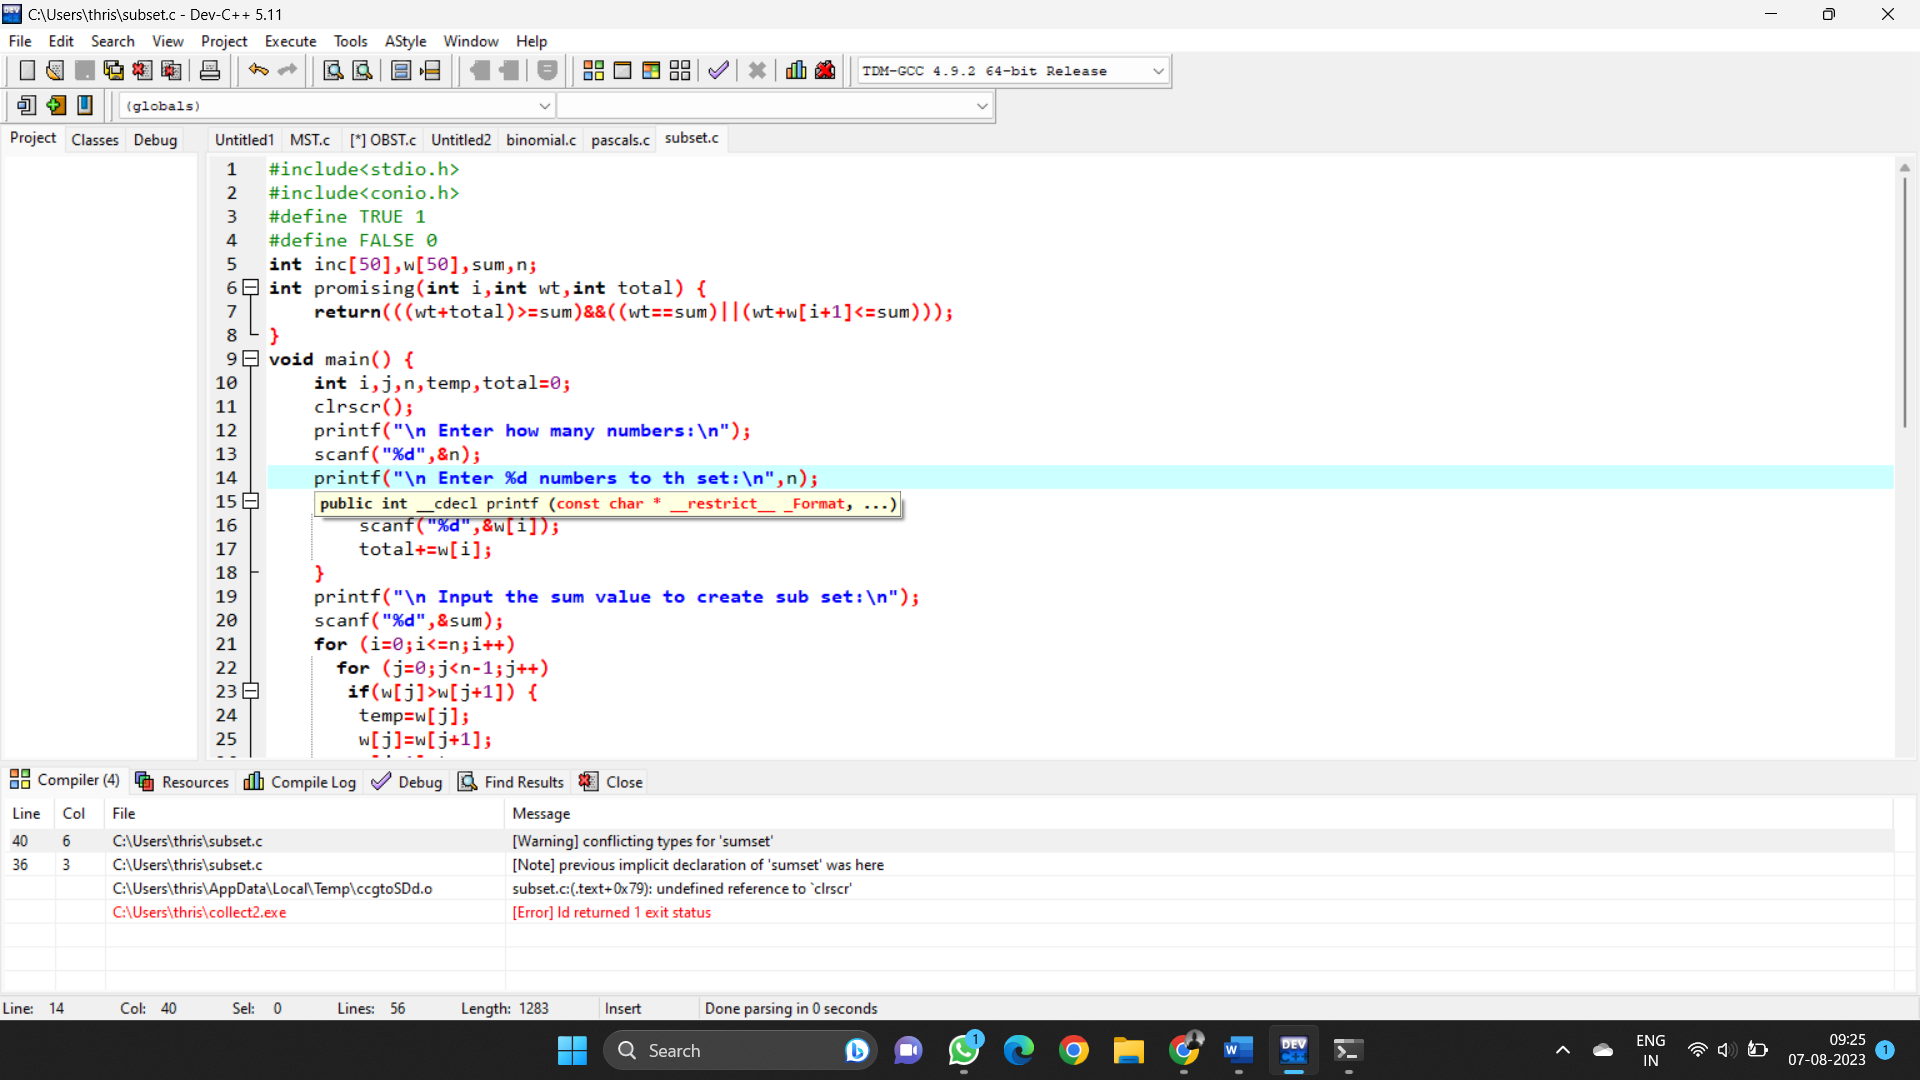 C:\Users\thris\subset.c - Dev-C++ 5.11
File Edit Search View Project Execute Tools AStyle Window Help
TDM-GCC 4.9.2 64-bit Release
(globals)
Project Classes Debug
Untitled1 MST.c [*] OBST.c Untitled2 binomial.c pascals.c subset.c
1 #include<stdio.h>
2 #include<conio.h>
3 #define TRUE 1
4 #define FALSE 0
5 int inc[50],w[50],sum,n;
6 int promising(int i,int wt,int total) {
7 return(((wt+total)>=sum)&&((wt==sum)||(wt+w[i+1]<=sum)));
8 }
9 void main() {
10 int i,j,n,temp,total=0;
11 clrscr();
12 printf("\n Enter how many numbers:\n");
13 scanf("%d",&n);
14 printf("\n Enter %d numbers to th set:\n",n);
15 public int __cdecl printf (const char * __restrict__ _Format, ...)
16 scanf("%d",&w[i]);
17 total+=w[i];
18 }
19 printf("\n Input the sum value to create sub set:\n");
20 scanf("%d",&sum);
21 for (i=0;i<=n;i++)
22 for (j=0;j<n-1;j++)
23 if(w[j]>w[j+1]) {
24 temp=w[j];
25 w[j]=w[j+1];
Compiler (4) Resources Compile Log Debug Find Results Close
Line Col File Message
40 6 C:\Users\thris\subset.c [Warning] conflicting types for 'sumset'
36 3 C:\Users\thris\subset.c [Note] previous implicit declaration of 'sumset' was here
C:\Users\thris\AppData\Local\Temp\ccgtoSDd.o subset.c:(.text+0x79): undefined reference to `clrscr'
C:\Users\thris\collect2.exe [Error] ld returned 1 exit status
Line: 14 Col: 40 Sel: 0 Lines: 56 Length: 1283 Insert Done parsing in 0 seconds
Search
1
W
DEV
C++
ENG
IN
09:25
07-08-2023
1